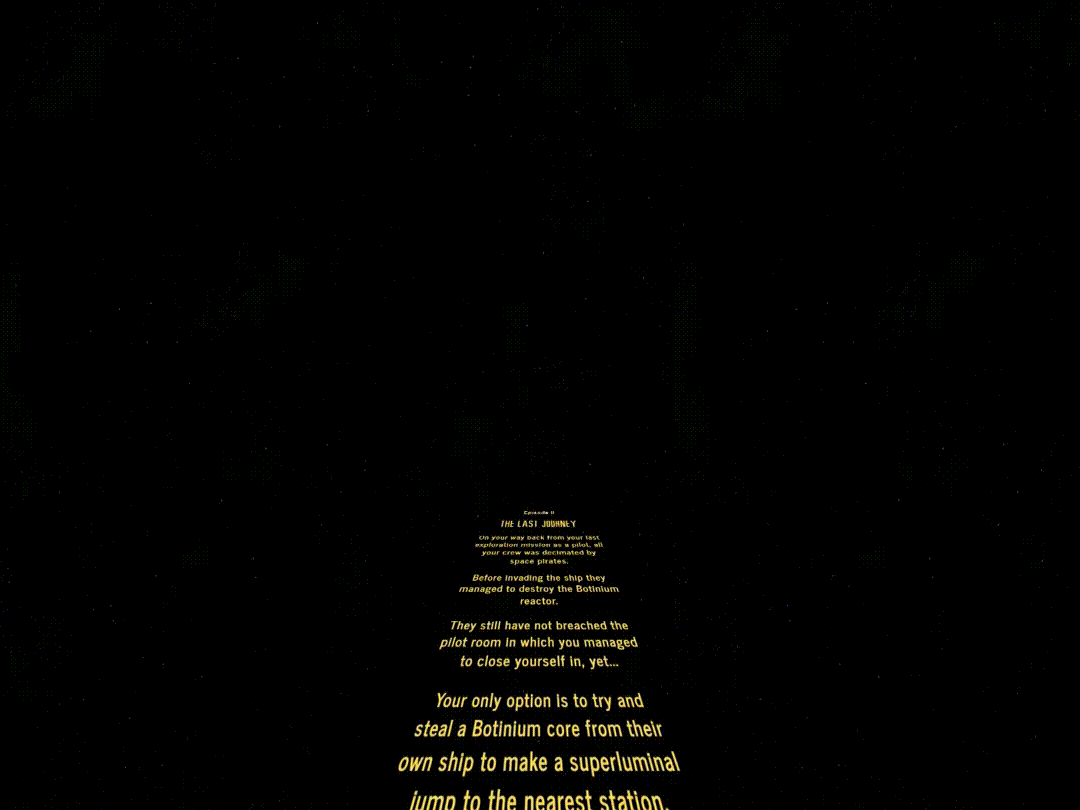 Episode II
THE LAST JOURNEY
On your way back from your last
exploration mission as a pilot, all
your crew was decimated by
space pirates.
Before invading the ship they
managed to destroy the Botinium
reactor.
They still have not breached the
pilot room in which you managed
to close yourself in, yet...
Your only option is to try and
steal a Botinium core from their
own ship to make a superluminal
jump to the nearest station.